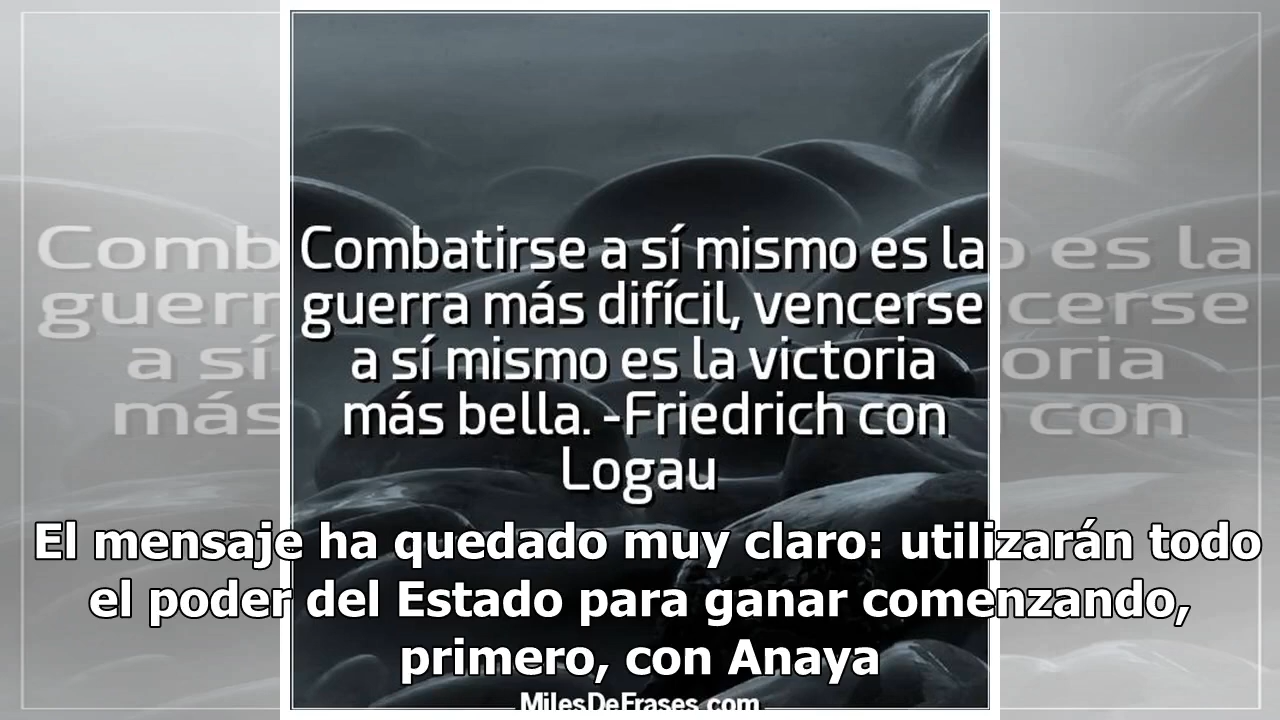 Combatirse a sí mismo es la
guerra más difícil, vencerse
a sí mismo es la victoria
más bella. -Friedrich con
Logau
El mensaje ha quedado muy claro: utilizarán todo
el poder del Estado para ganar comenzando,
primero, con Anaya
MilesDeFrases.com